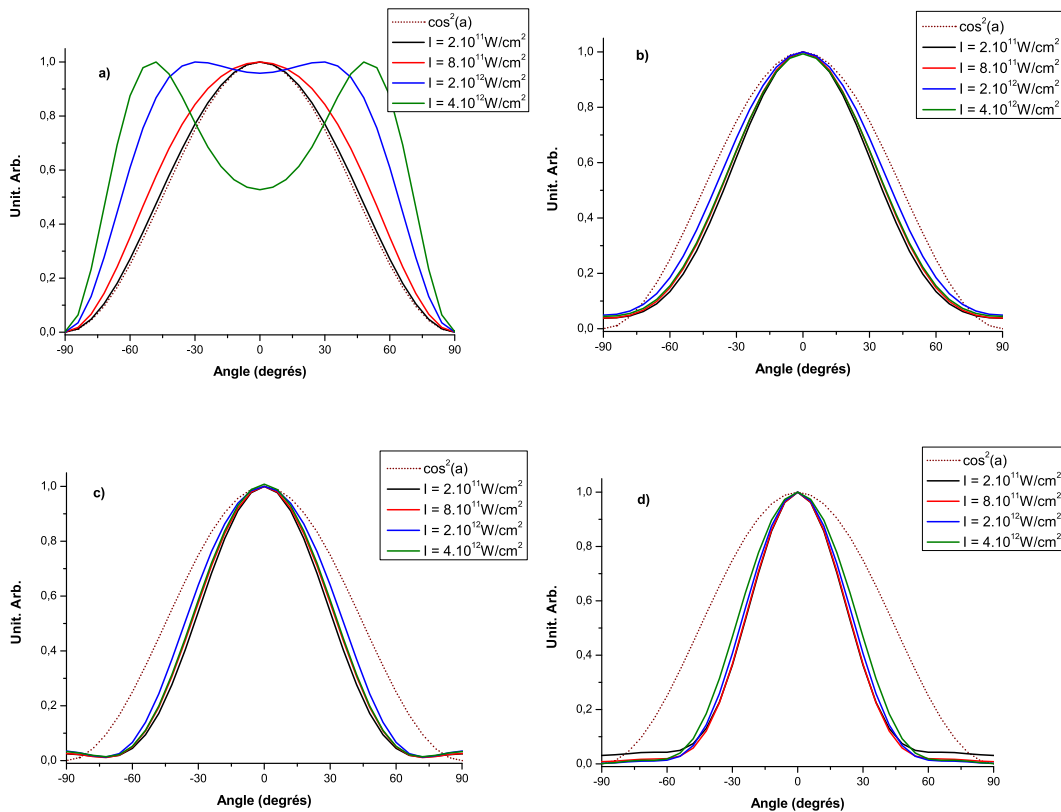 a)
cos²(a)
I = 2.10¹¹W/cm²
I = 8.10¹¹W/cm²
I = 2.10¹²W/cm²
I = 4.10¹²W/cm²
1,0
0,8
0,6
0,4
0,2
0,0
Unit. Arb.
-90 -60 -30 0 30 60 90
Angle (degrés)
b)
cos²(a)
I = 2.10¹¹W/cm²
I = 8.10¹¹W/cm²
I = 2.10¹²W/cm²
I = 4.10¹²W/cm²
1,0
0,8
0,6
0,4
0,2
0,0
Unit. Arb.
-90 -60 -30 0 30 60 90
Angle (degrés)
c)
cos²(a)
I = 2.10¹¹W/cm²
I = 8.10¹¹W/cm²
I = 2.10¹²W/cm²
I = 4.10¹²W/cm²
1,0
0,8
0,6
0,4
0,2
0,0
Unit. Arb.
-90 -60 -30 0 30 60 90
Angle (degrés)
d)
cos²(a)
I = 2.10¹¹W/cm²
I = 8.10¹¹W/cm²
I = 2.10¹²W/cm²
I = 4.10¹²W/cm²
1,0
0,8
0,6
0,4
0,2
0,0
Unit. Arb.
-90 -60 -30 0 30 60 90
Angle (degrés)